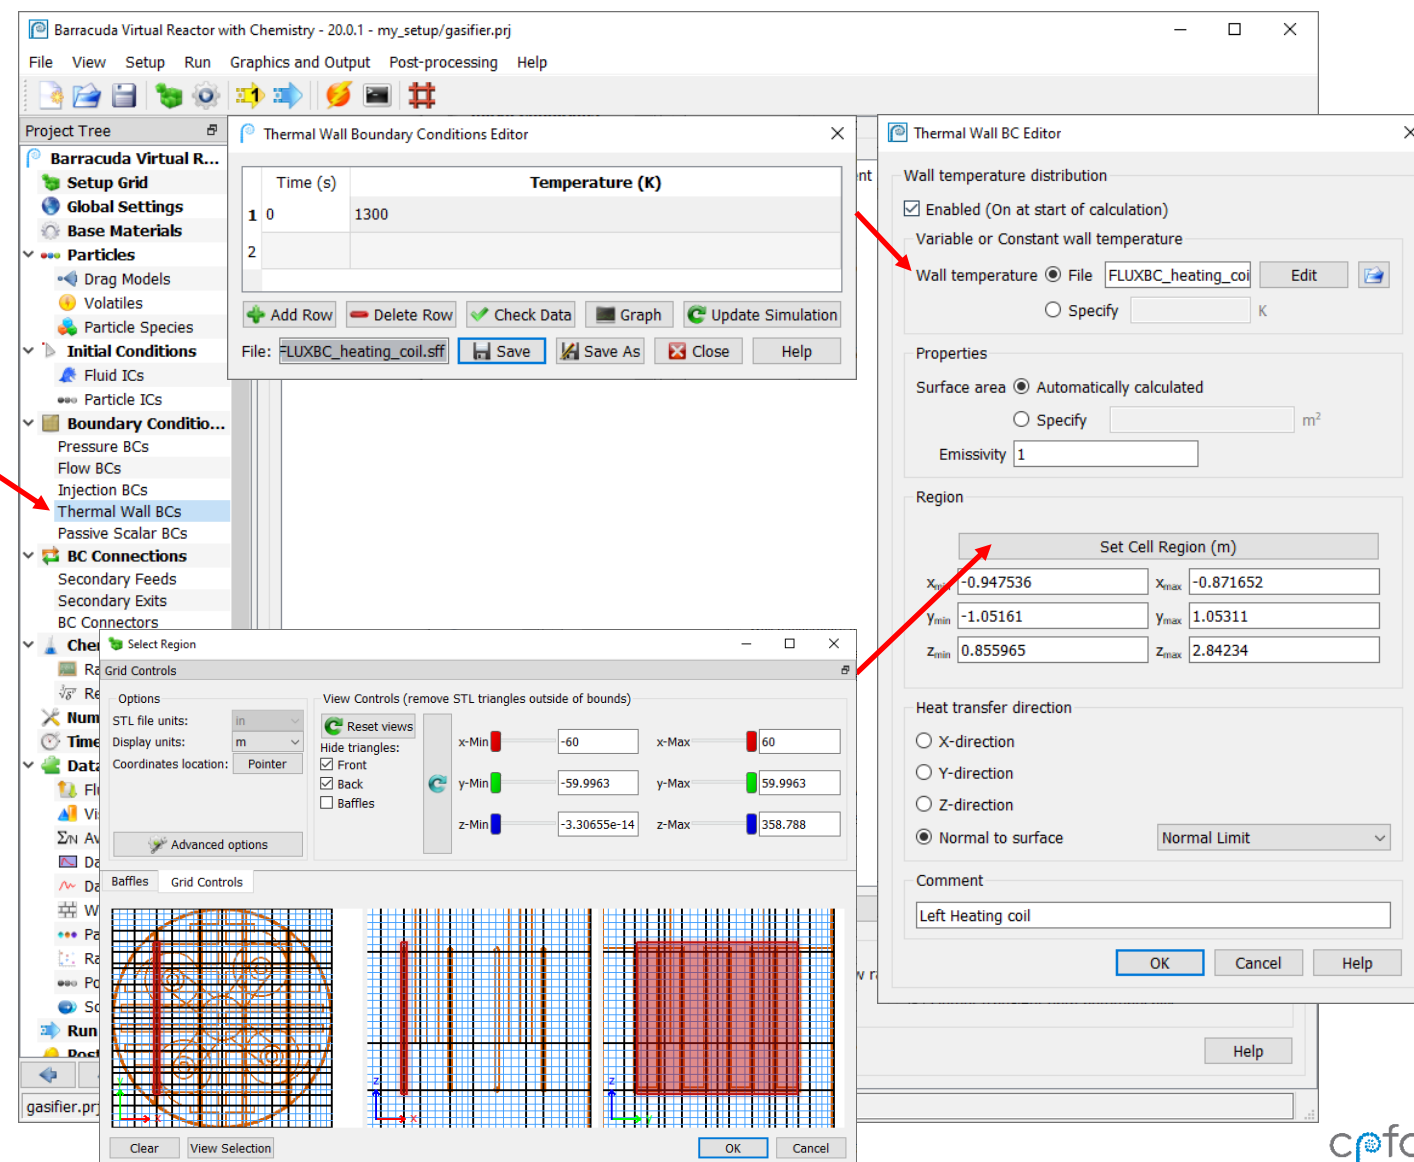 Barracuda Virtual Reactor with Chemistry - 20.0.1 - my_setup/gasifier.prj
File View Setup Run Graphics and Output Post-processing Help
Project Tree
Barracuda Virtual R...
Setup Grid
Global Settings
Base Materials
Particles
Drag Models
Volatiles
Particle Species
Initial Conditions
Fluid ICs
Particle ICs
Boundary Conditio...
Pressure BCs
Flow BCs
Injection BCs
Thermal Wall BCs
Passive Scalar BCs
BC Connections
Secondary Feeds
Secondary Exits
BC Connectors
Run
gasifier.prj
Thermal Wall Boundary Conditions Editor
Time (s) Temperature (K)
1 0 1300
2
Add Row Delete Row Check Data Graph Update Simulation
File: FLUXBC_heating_coil.sff Save Save As Close Help
Thermal Wall BC Editor
Wall temperature distribution
Enabled (On at start of calculation)
Variable or Constant wall temperature
Wall temperature File FLUXBC_heating_coi Edit
Specify K
Properties
Surface area Automatically calculated
Specify m²
Emissivity 1
Region
Set Cell Region (m)
xmin -0.947536 xmax -0.871652
ymin -1.05161 ymax 1.05311
zmin 0.855965 zmax 2.84234
Heat transfer direction
X-direction
Y-direction
Z-direction
Normal to surface Normal Limit
Comment
Left Heating coil
OK Cancel Help
Help
Select Region
Grid Controls
Options
STL file units: in
Display units: m
Coordinates location: Pointer
Advanced options
View Controls (remove STL triangles outside of bounds)
Reset views
Hide triangles:
Front
Back
Baffles
x-Min -60 x-Max 60
y-Min -59.9963 y-Max 59.9963
z-Min -3.30655e-14 z-Max 358.788
Baffles Grid Controls
y x
z x
z y
Clear View Selection OK Cancel